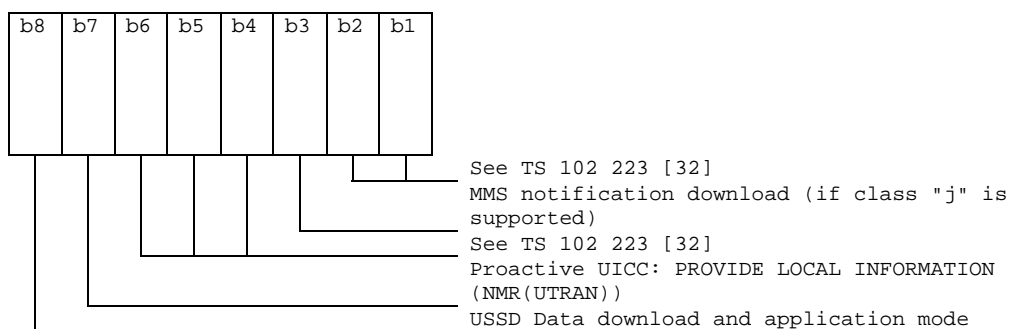 b8 b7 b6 b5 b4 b3 b2 b1
See TS 102 223 [32]
MMS notification download (if class "j" is
supported)
See TS 102 223 [32]
Proactive UICC: PROVIDE LOCAL INFORMATION
(NMR(UTRAN))
USSD Data download and application mode